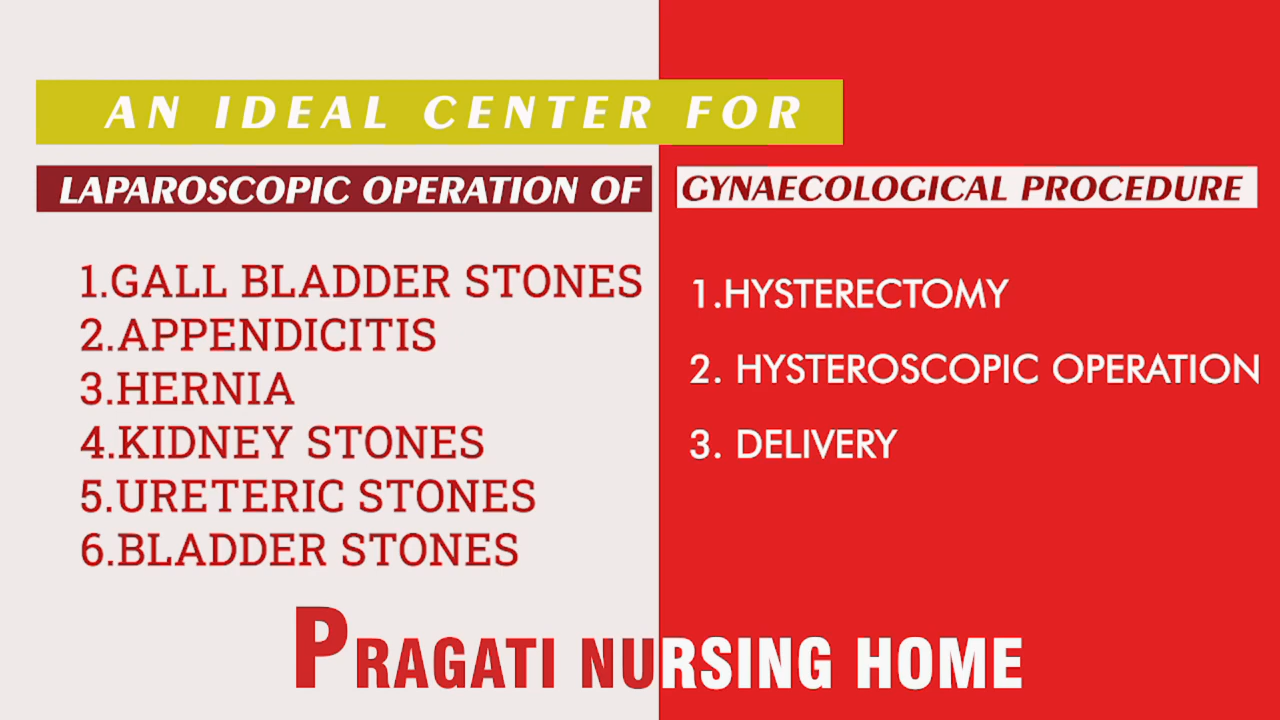 AN IDEAL CENTER FOR
LAPAROSCOPIC OPERATION OF
1.GALL BLADDER STONES
2.APPENDICITIS
3.HERNIA
4.KIDNEY STONES
5.URETERIC STONES
6.BLADDER STONES
GYNAECOLOGICAL PROCEDURE
1.HYSTERECTOMY
2. HYSTEROSCOPIC OPERATION
3. DELIVERY
PRAGATI NURSING HOME